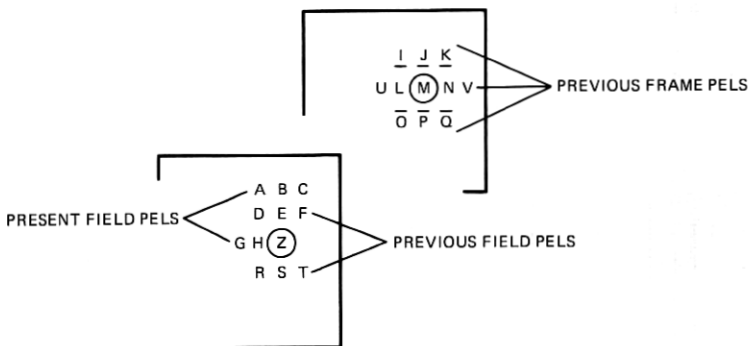 I J K
U L M N V
O P Q
PREVIOUS FRAME PELS
A B C
D E F
G H Z
R S T
PRESENT FIELD PELS
PREVIOUS FIELD PELS